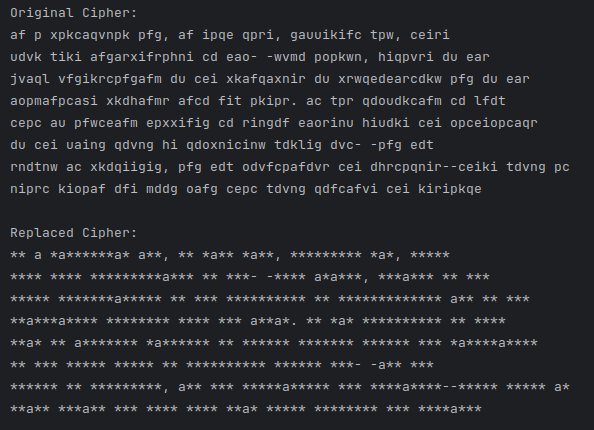 Original Cipher:
af p xpkcaqvnpk pfg, af ipqe qpri, gauuikifc tpw, ceiri
udvk tiki afgarxifrphni cd eao- -wvmd popkwn, hiqpvri du ear
jvaql vfgikrcpfgafm du cei xkafqaxnir du xrwqedearcdkw pfg du ear
aopmafpcasi xkdhafmr afcd fit pkipr. ac tpr qdoudkcafm cd lfdt
cepc au pfwceafm epxxifig cd ringdf eaorinu hiudki cei opceiopcaqr
du cei uaing qdvng hi qdoxnicinw tdklig dvc- -pfg edt
rndtnw ac xkdqiigig, pfg edt odvfcpafdvr cei dhrcpqnir--ceiki tdvng pc
niprc kiopaf dfi mddg oafg cepc tdvng qdfcafvi cei kiripkqe

Replaced Cipher:
** a *a******a* a**, ** *a** *a**, ********* *a*, *****
**** **** *********a*** ** ***- -**** a*a***, ***a*** ** ***
***** *******a***** ** *** ********** ** ************* a** ** ***
**a***a**** ******** **** *** a**a*. ** *a* ********** ** ****
**a* ** a******* *a****** ** ****** ******* ****** *** *a****a****
** *** ***** ***** ** ********** ****** ***- -a** ***
****** ** *********, a** *** *****a***** *** ****a****--***** ***** a*
**a** ***a** *** **** **** **a* ***** ******** *** ****a***